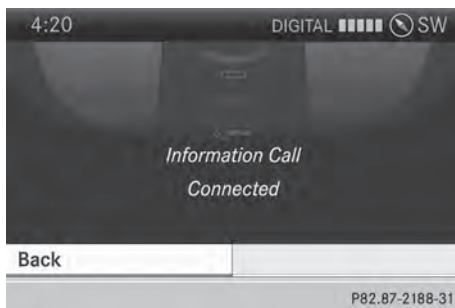 4:20 DIGITAL SW
Information Call
Connected
Back
P82.87-2188-31